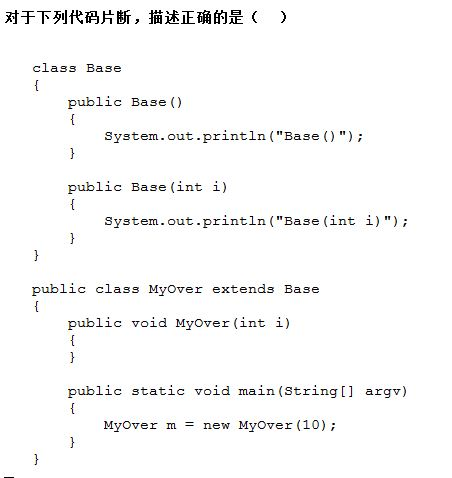 对于下列代码片断，描述正确的是（  ）
class Base
{
    public Base()
    {
        System.out.println("Base()");
    }
    public Base(int i)
    {
        System.out.println("Base(int i)");
    }
}
public class MyOver extends Base
{
    public void MyOver(int i)
    {
    }
    public static void main(String[] argv)
    {
        MyOver m = new MyOver(10);
    }
}